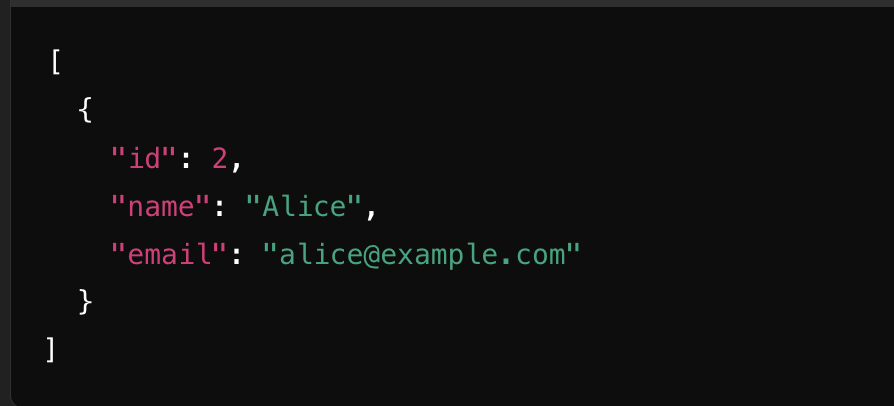 [
  {
    "id": 2,
    "name": "Alice",
    "email": "alice@example.com"
  }
]